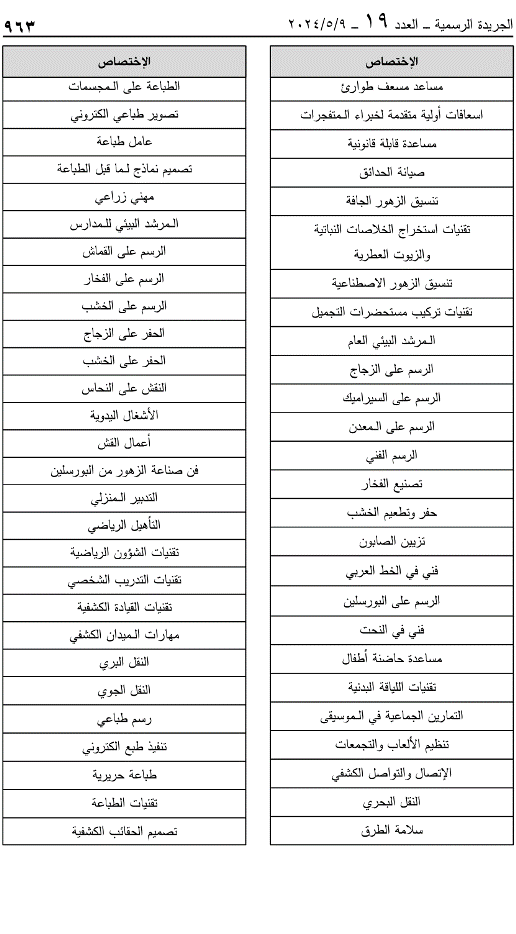 الجريدة الرسمية ــ العدد ١٩ ــ ٢٠٢٤/٥/٩
٩٦٣
الإختصاص
مساعد مسعف طوارئ
اسعافات أولية متقدمة لخبراء المتفجرات
مساعدة قابلة قانونية
صيانة الحدائق
تنسيق الزهور الجافة
تقنيات استخراج الخلاصات النباتية
والزيوت العطرية
تنسيق الزهور الاصطناعية
تقنيات تركيب مستحضرات التجميل
المرشد البيئي العام
الرسم على الزجاج
الرسم على السيراميك
الرسم على المعدن
الرسم الفني
تصنيع الفخار
حفر وتطعيم الخشب
تزيين الصابون
فني في الخط العربي
الرسم على البورسلين
فني في النحت
مساعدة حاضنة أطفال
تقنيات اللياقة البدنية
التمارين الجماعية في الموسيقى
تنظيم الألعاب والتجمعات
الإتصال والتواصل الكشفي
النقل البحري
سلامة الطرق
الإختصاص
الطباعة على المجسمات
تصوير طباعي الكتروني
عامل طباعة
تصميم نماذج لما قبل الطباعة
مهني زراعي
المرشد البيئي للمدارس
الرسم على القماش
الرسم على الفخار
الرسم على الخشب
الحفر على الزجاج
الحفر على الخشب
النقش على النحاس
الأشغال اليدوية
أعمال القش
فن صناعة الزهور من البورسلين
التدبير المنزلي
التأهيل الرياضي
تقنيات الشؤون الرياضية
تقنيات التدريب الشخصي
تقنيات القيادة الكشفية
مهارات الميدان الكشفي
النقل البري
النقل الجوي
رسم طباعي
تنفيذ طبع الكتروني
طباعة حريرية
تقنيات الطباعة
تصميم الحقائب الكشفية